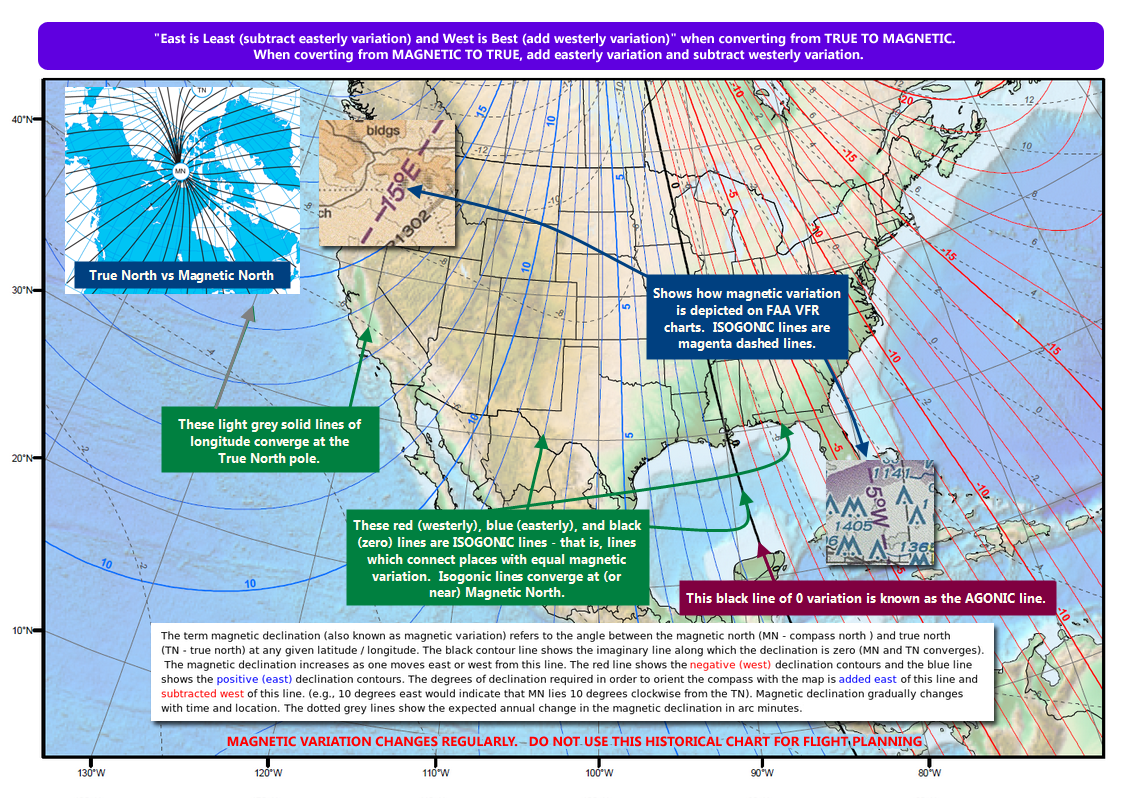 "East is Least (subtract easterly variation) and West is Best (add westerly variation)" when converting from TRUE TO MAGNETIC.
When coverting from MAGNETIC TO TRUE, add easterly variation and subtract westerly variation.
TN
MN
True North vs Magnetic North
bldgs
15°E
ch
1302
40°N
30°N
20°N
10°N
15
10
5
0
-5
-10
-15
-20
12
10
8
-12
-10
-8
Shows how magnetic variation
is depicted on FAA VFR
charts. ISOGONIC lines are
magenta dashed lines.
These light grey solid lines of
longitude converge at the
True North pole.
10
5
10
5
-8
-10
-15
-5
-10
1141
5°W
1405
6
136
These red (westerly), blue (easterly), and black
(zero) lines are ISOGONIC lines - that is, lines
which connect places with equal magnetic
variation. Isogonic lines converge at (or
near) Magnetic North.
10
10
This black line of 0 variation is known as the AGONIC line.
-10
The term magnetic declination (also known as magnetic variation) refers to the angle between the magnetic north (MN - compass north ) and true north
(TN - true north) at any given latitude / longitude. The black contour line shows the imaginary line along which the declination is zero (MN and TN converges).
The magnetic declination increases as one moves east or west from this line. The red line shows the negative (west) declination contours and the blue line
shows the positive (east) declination contours. The degrees of declination required in order to orient the compass with the map is added east of this line and
subtracted west of this line. (e.g., 10 degrees east would indicate that MN lies 10 degrees clockwise from the TN). Magnetic declination gradually changes
with time and location. The dotted grey lines show the expected annual change in the magnetic declination in arc minutes.
MAGNETIC VARIATION CHANGES REGULARLY. DO NOT USE THIS HISTORICAL CHART FOR FLIGHT PLANNING
130°W
120°W
110°W
100°W
90°W
80°W